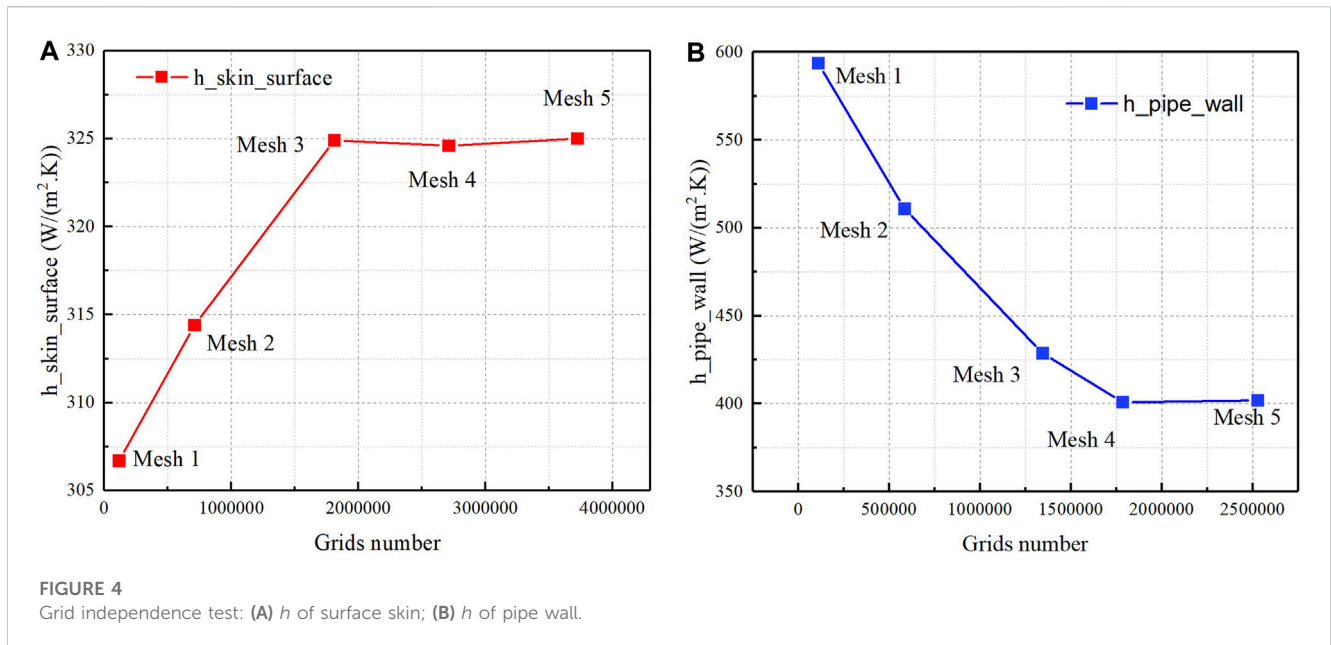 A
h_skin_surface
Mesh 1
Mesh 2
Mesh 3
Mesh 4
Mesh 5
330
325
320
315
310
305
h_skin_surface (W/(m².K))
0 1000000 2000000 3000000 4000000
Grids number
B
h_pipe_wall
Mesh 1
Mesh 2
Mesh 3
Mesh 4
Mesh 5
600
550
500
450
400
350
h_pipe_wall (W/(m².K))
0 500000 1000000 1500000 2000000 2500000
Grids number
FIGURE 4
Grid independence test: (A) h of surface skin; (B) h of pipe wall.